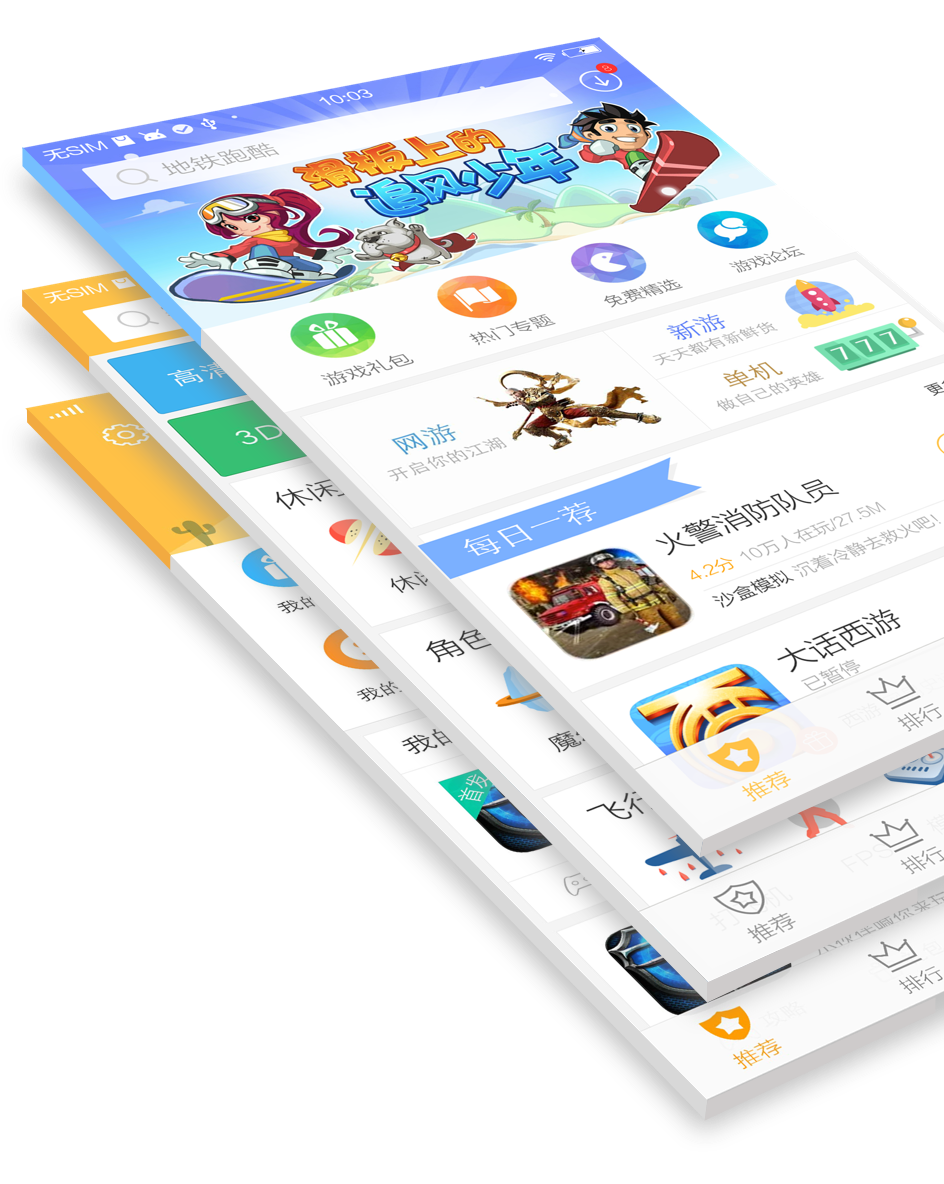 无SIM
10:03
8
地铁跑酷
滑板上的
追风少年
游戏礼包
热门专题
免费精选
游戏论坛
网游
开启你的江湖
新游
天天都有新鲜货
单机
做自己的英雄
777
每日一荐
火警消防队员
4.2分 10万人在玩/27.5M
沙盒模拟 沉着冷静去救火吧!
大话西游
已暂停
推荐
排行
无SIM
高清
3D
休闲
角色
飞行
推荐
排行
我的
我的
我的
首发
推荐
排行